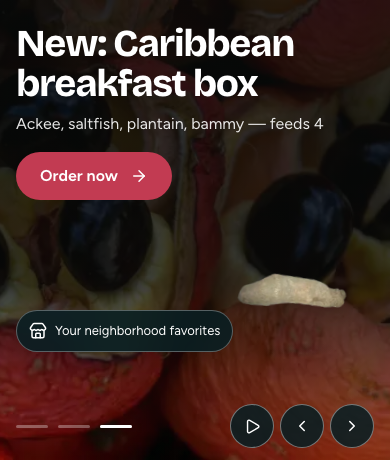 New: Caribbean
breakfast box
Ackee, saltfish, plantain, bammy — feeds 4
Order now
Your neighborhood favorites